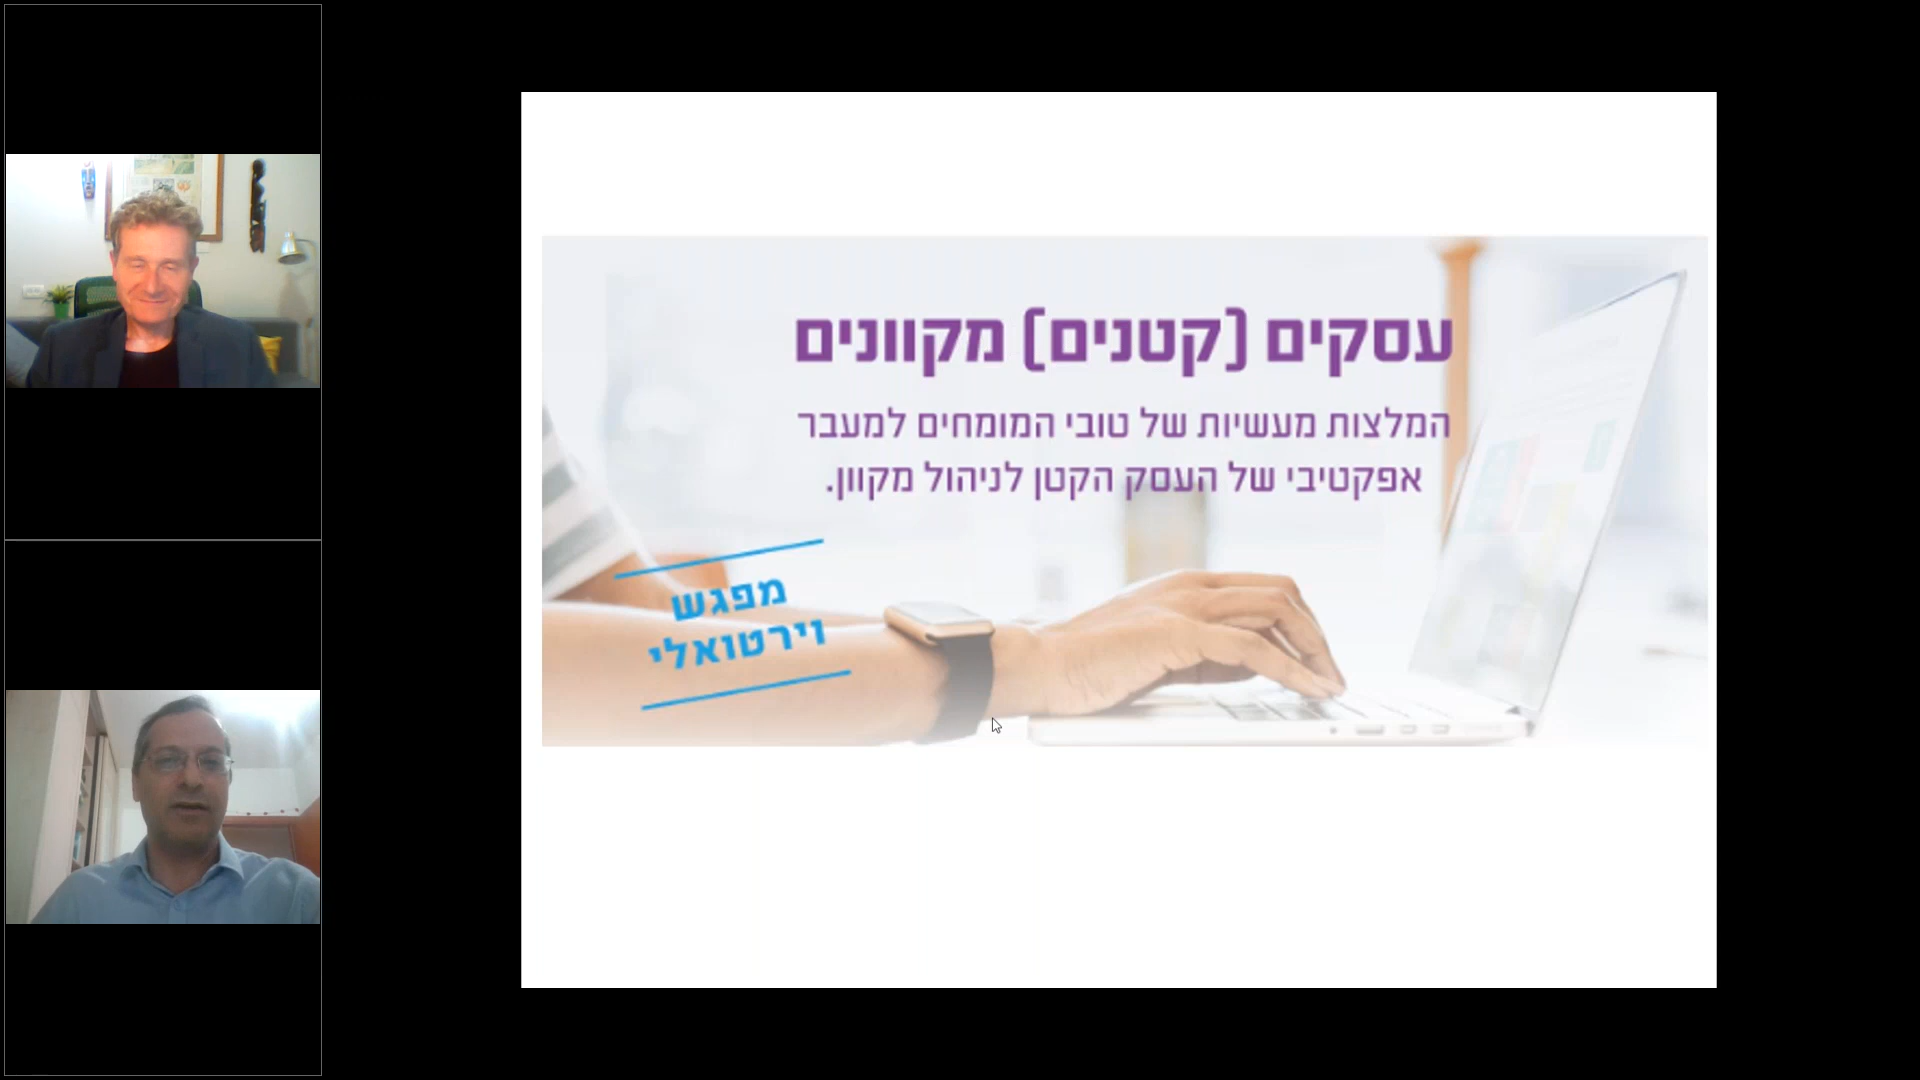 עסקים (קטנים) מקוונים
המלצות מעשיות של טובי המומחים למעבר
אפקטיבי של העסק הקטן לניהול מקוון.
מפגש
וירטואלי